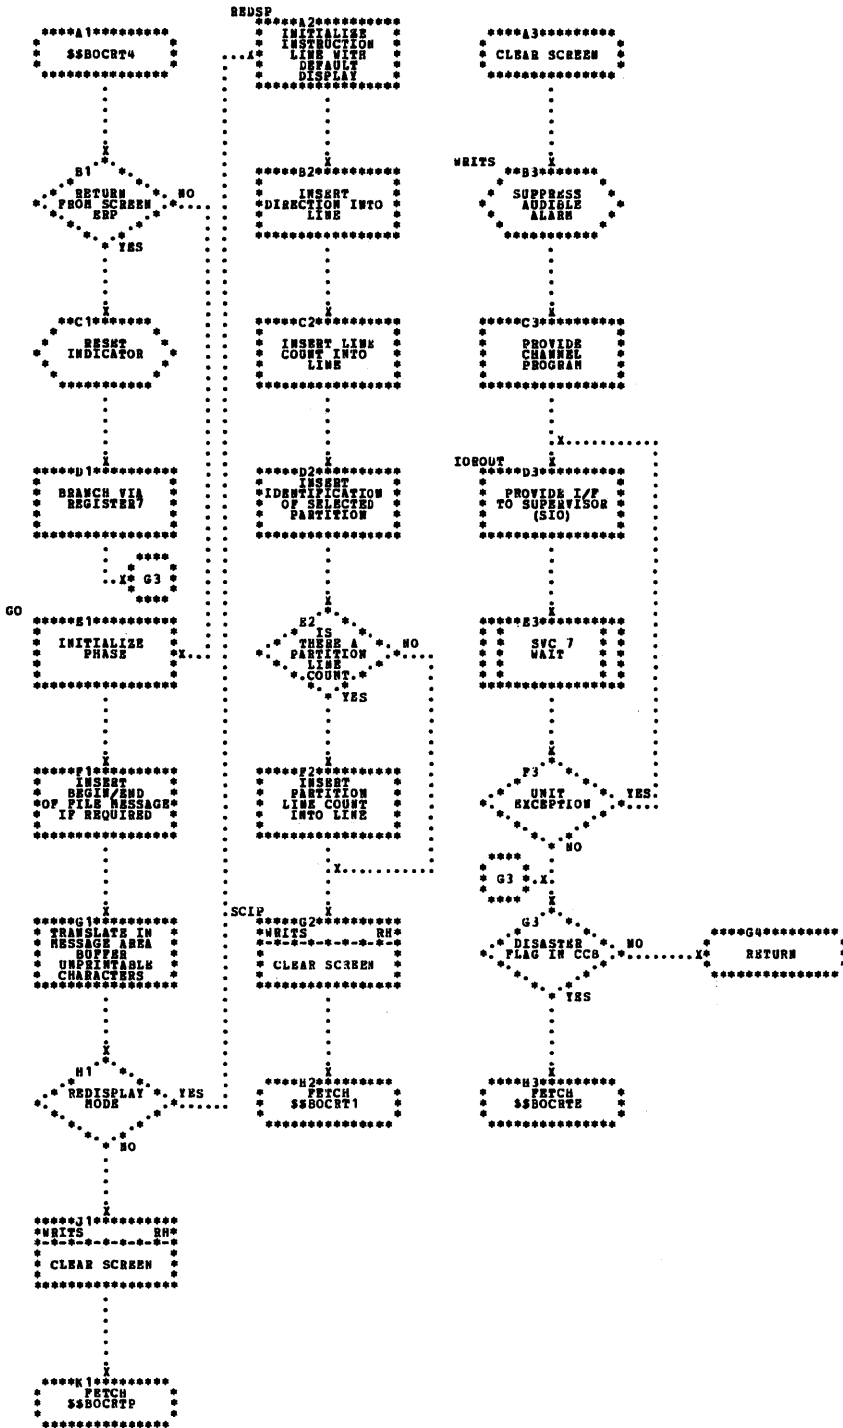 A1
$$BOCRT4
B1
RETURN
FROM SCREEN
ERP
NO
YES
C1
RESET
INDICATOR
D1
BRANCH VIA
REGISTER7
G3
GO
E1
INITIALIZE
PHASE
F1
INSERT
BEGIN/END
OF FILE MESSAGE
IF REQUIRED
G1
TRANSLATE IN
MESSAGE AREA
BUFFER
UNPRINTABLE
CHARACTERS
H1
REDISPLAY
MODE
YES
NO
J1
WRITS RH
CLEAR SCREEN
K1
FETCH
$$BOCRTP
REDSP
A2
INITIALIZE
INSTRUCTION
LINE WITH
DEFAULT
DISPLAY
B2
INSERT
DIRECTION INTO
LINE
C2
INSERT LINE
COUNT INTO
LINE
D2
INSERT
IDENTIFICATION
OF SELECTED
PARTITION
E2
IS
THERE A
PARTITION
LINE
COUNT
NO
YES
F2
INSERT
PARTITION
LINE COUNT
INTO LINE
SCIP
G2
WRITS RH
CLEAR SCREEN
H2
FETCH
$$BOCRT1
A3
CLEAR SCREEN
WRITS
B3
SUPPRESS
AUDIBLE
ALARM
C3
PROVIDE
CHANNEL
PROGRAM
IOROUT
D3
PROVIDE I/F
TO SUPERVISOR
(SIO)
E3
SVC 7
WAIT
F3
UNIT
EXCEPTION
YES
NO
G3
G3
DISASTER
FLAG IN CCB
NO
YES
H3
FETCH
$$BOCRTE
G4
RETURN